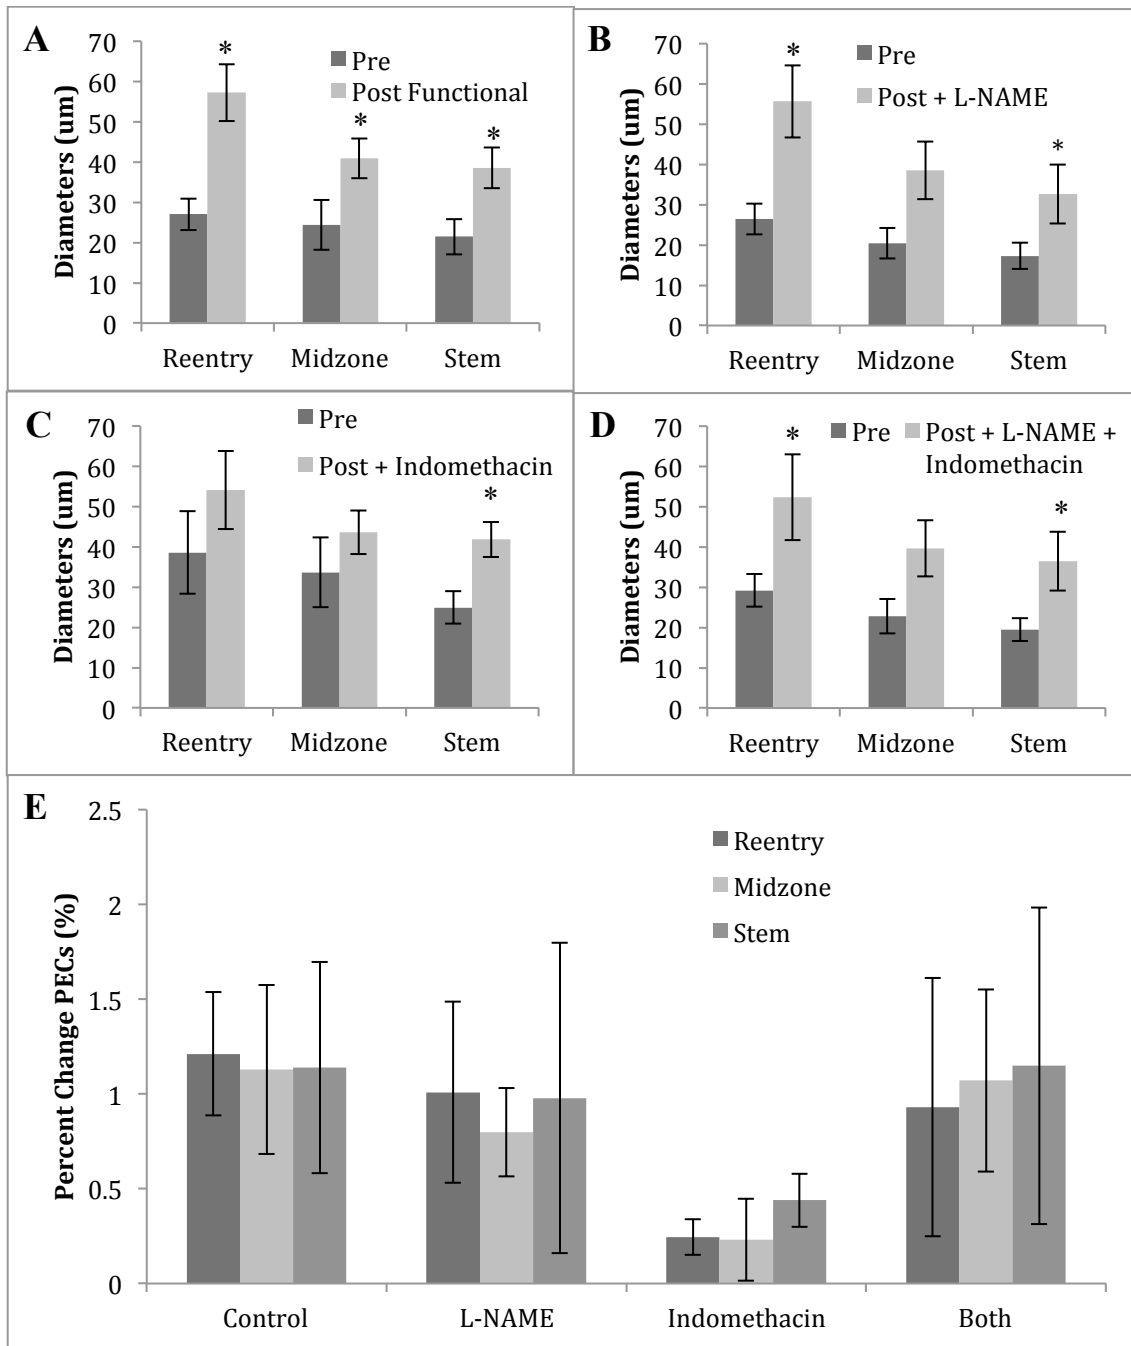 A
Diameters (um)
70
60
50
40
30
20
10
0
Pre
Post Functional
*
*
*
Reentry
Midzone
Stem
B
Diameters (um)
70
60
50
40
30
20
10
0
Pre
Post + L-NAME
*
*
Reentry
Midzone
Stem
C
Diameters (um)
70
60
50
40
30
20
10
0
Pre
Post + Indomethacin
*
Reentry
Midzone
Stem
D
Diameters (um)
70
60
50
40
30
20
10
0
Pre
Post + L-NAME +
Indomethacin
*
*
Reentry
Midzone
Stem
E
Percent Change PECs (%)
2.5
2
1.5
1
0.5
0
Reentry
Midzone
Stem
Control
L-NAME
Indomethacin
Both